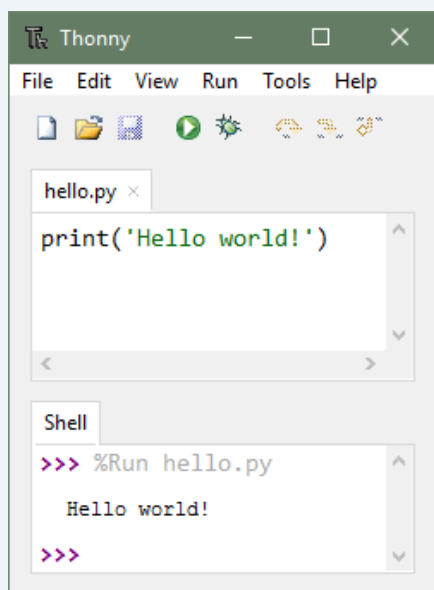 Thonny
File Edit View Run Tools Help
hello.py
print('Hello world!')
Shell
>>> %Run hello.py
Hello world!
>>>